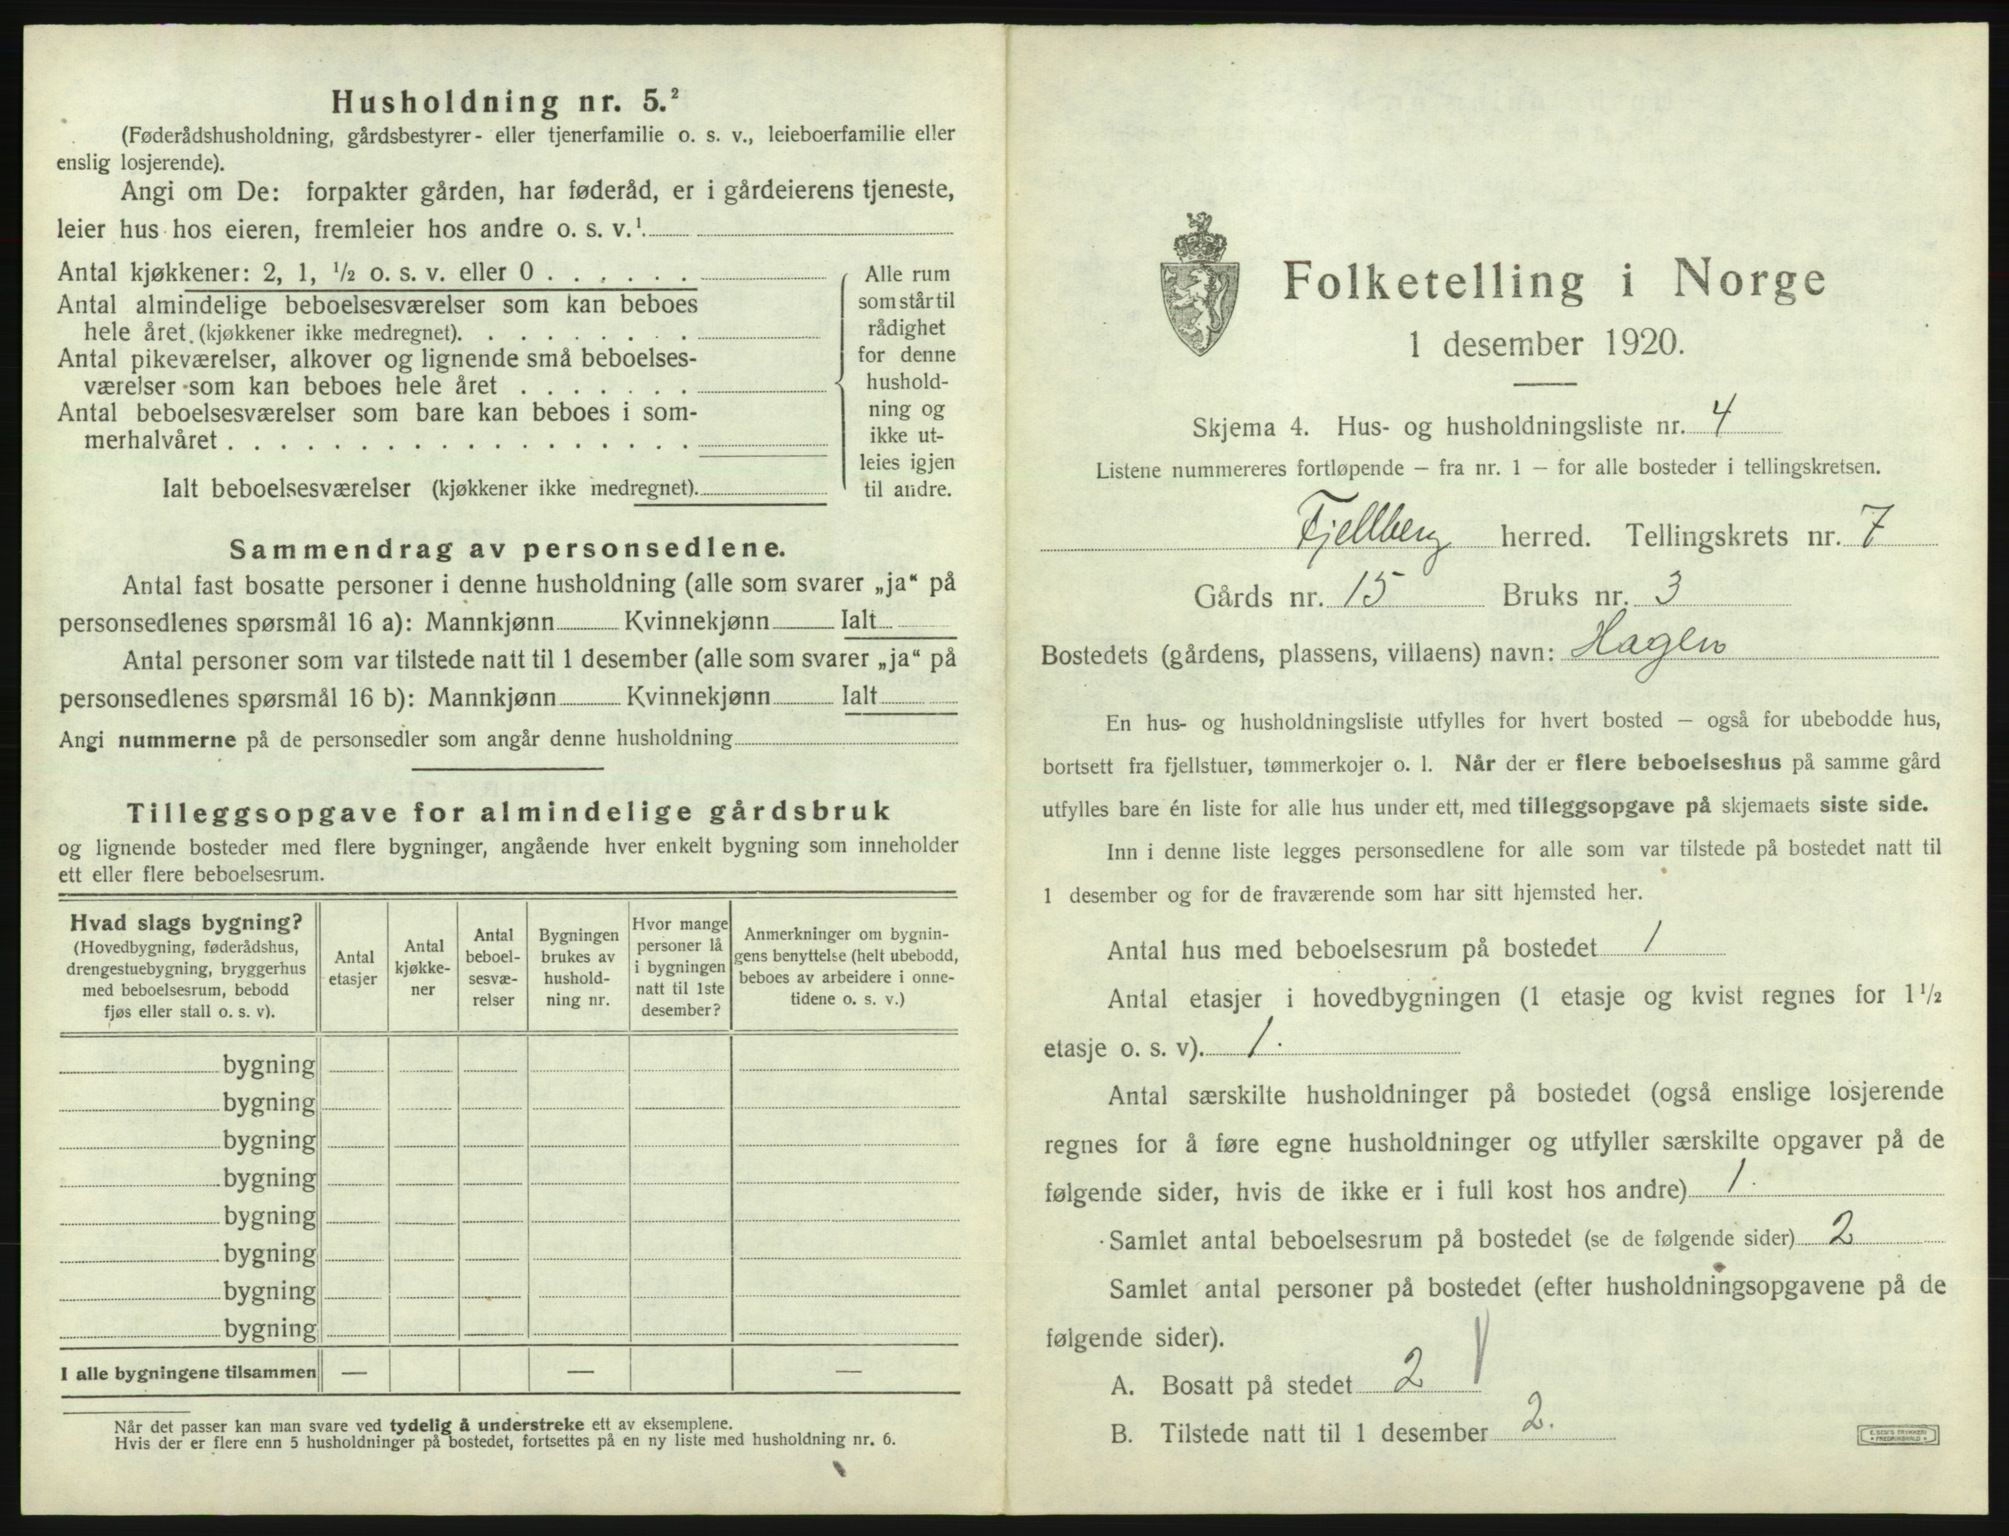 Husholdning nr. 5.²
(Føderådshusholdning, gårdsbestyrer- eller tjenerfamilie o. s. v., leieboerfamilie eller
enslig losjerende).
Angi om De: forpakter gården, har føderåd, er i gårdeierens tjeneste,
leier hus hos eieren, fremleier hos andre o. s. v.¹
Antal kjøkkener: 2, 1, ½ o. s. v. eller 0 . . . . . .
Antal almindelige beboelsesværelser som kan beboes
hele året (kjøkkener ikke medregnet). . . . . . . . .
Antal pikeværelser, alkover og lignende små beboelses-
værelser som kan beboes hele året . . . . . . .
Antal beboelsesværelser som bare kan beboes i som-
merhalvåret . . . . . . . . . . . . . . . . . .
Ialt beboelsesværelser (kjøkkener ikke medregnet).
Alle rum
som står til
rådighet
for denne
hushold-
ning og
ikke ut-
leies igjen
til andre.
Sammendrag av personsedlene.
Antal fast bosatte personer i denne husholdning (alle som svarer „ja“ på
personsedlenes spørsmål 16 a): Mannkjønn Kvinnekjønn Ialt
Antal personer som var tilstede natt til 1 desember (alle som svarer „ja“ på
personsedlenes spørsmål 16 b): Mannkjønn Kvinnekjønn Ialt
Angi nummerne på de personsedler som angår denne husholdning
Tilleggsopgave for almindelige gårdsbruk
og lignende bosteder med flere bygninger, angående hver enkelt bygning som inneholder
ett eller flere beboelsesrum.
Hvad slags bygning?
(Hovedbygning, føderådshus,
drengestuebygning, bryggerhus
med beboelsesrum, bebodd
fjøs eller stall o. s. v).
Antal
etasjer
Antal
kjøkke-
ner
Antal
beboel-
sesvæ-
relser
Bygningen
brukes av
hushold-
ning nr.
Hvor mange
personer lå
i bygningen
natt til 1ste
desember?
Anmerkninger om bygnin-
gens benyttelse (helt ubebodd,
beboes av arbeidere i onne-
tidene o. s. v.)
bygning
bygning
bygning
bygning
bygning
bygning
bygning
bygning
I alle bygningene tilsammen — — —
Når det passer kan man svare ved tydelig å understreke ett av eksemplene.
Hvis der er flere enn 5 husholdninger på bostedet, fortsettes på en ny liste med husholdning nr. 6.
Folketelling i Norge
1 desember 1920.
Skjema 4. Hus- og husholdningsliste nr. 4
Listene nummereres fortløpende – fra nr. 1 – for alle bosteder i tellingskretsen.
Fjellberg herred. Tellingskrets nr. 7
Gårds nr. 15 Bruks nr. 3
Bostedets (gårdens, plassens, villaens) navn: Hagen
En hus- og husholdningsliste utfylles for hvert bosted – også for ubebodde hus,
bortsett fra fjellstuer, tømmerkojer o. l. Når der er flere beboelseshus på samme gård
utfylles bare én liste for alle hus under ett, med tilleggsopgave på skjemaets siste side.
Inn i denne liste legges personsedlene for alle som var tilstede på bostedet natt til
1 desember og for de fraværende som har sitt hjemsted her.
Antal hus med beboelsesrum på bostedet 1
Antal etasjer i hovedbygningen (1 etasje og kvist regnes for 1½
etasje o. s. v). 1.
Antal særskilte husholdninger på bostedet (også enslige losjerende
regnes for å føre egne husholdninger og utfyller særskilte opgaver på de
følgende sider, hvis de ikke er i full kost hos andre) 1.
Samlet antal beboelsesrum på bostedet (se de følgende sider) 2
Samlet antal personer på bostedet (efter husholdningsopgavene på de
følgende sider).
A. Bosatt på stedet 2
B. Tilstede natt til 1 desember 2.